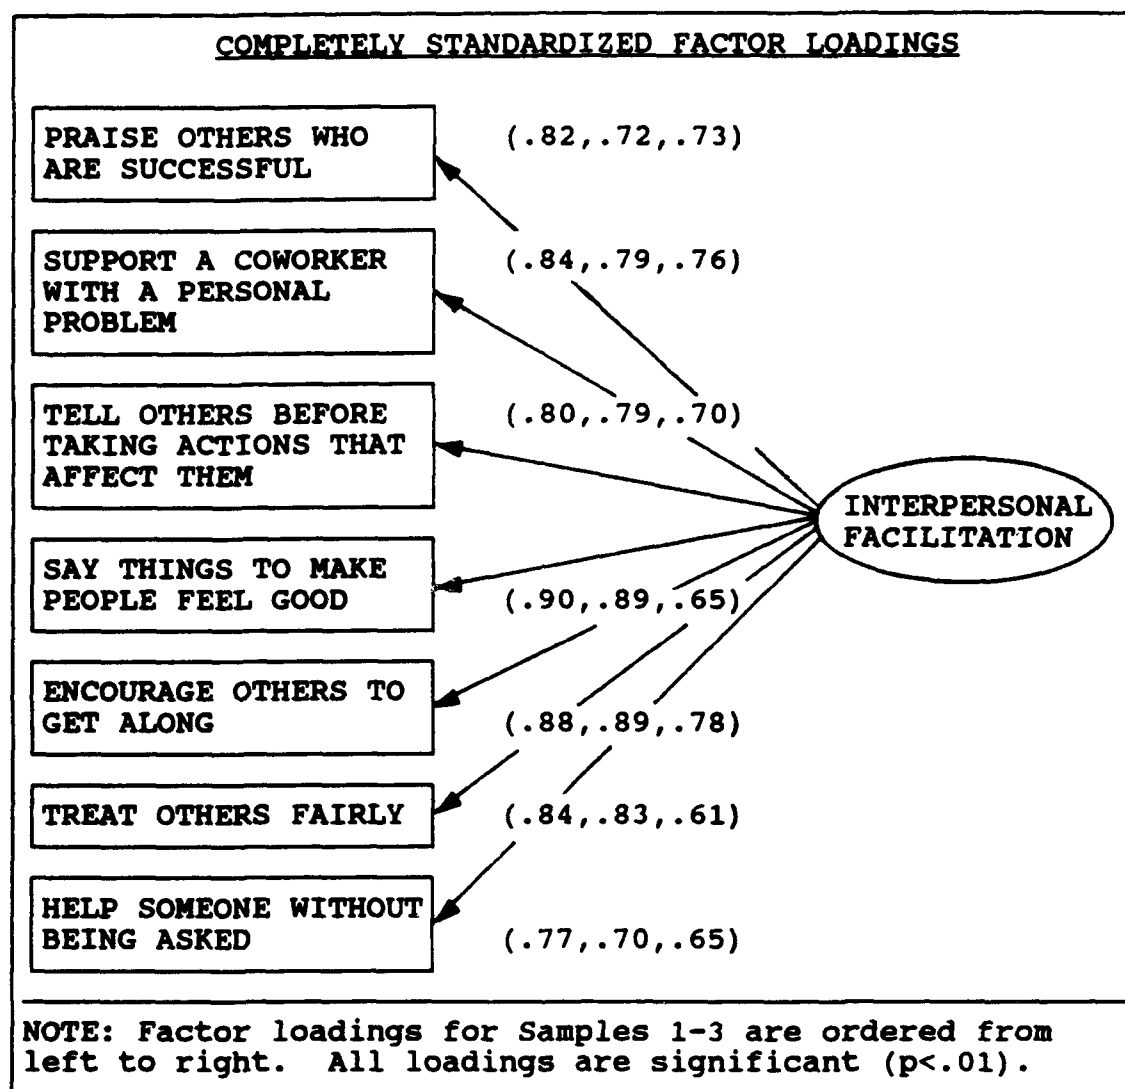 COMPLETELY STANDARDIZED FACTOR LOADINGS
PRAISE OTHERS WHO
ARE SUCCESSFUL
(.82,.72,.73)
SUPPORT A COWORKER
WITH A PERSONAL
PROBLEM
(.84,.79,.76)
TELL OTHERS BEFORE
TAKING ACTIONS THAT
AFFECT THEM
(.80,.79,.70)
INTERPERSONAL
FACILITATION
SAY THINGS TO MAKE
PEOPLE FEEL GOOD
(.90,.89,.65)
ENCOURAGE OTHERS TO
GET ALONG
(.88,.89,.78)
TREAT OTHERS FAIRLY
(.84,.83,.61)
HELP SOMEONE WITHOUT
BEING ASKED
(.77,.70,.65)
NOTE: Factor loadings for Samples 1-3 are ordered from
left to right. All loadings are significant (p<.01).